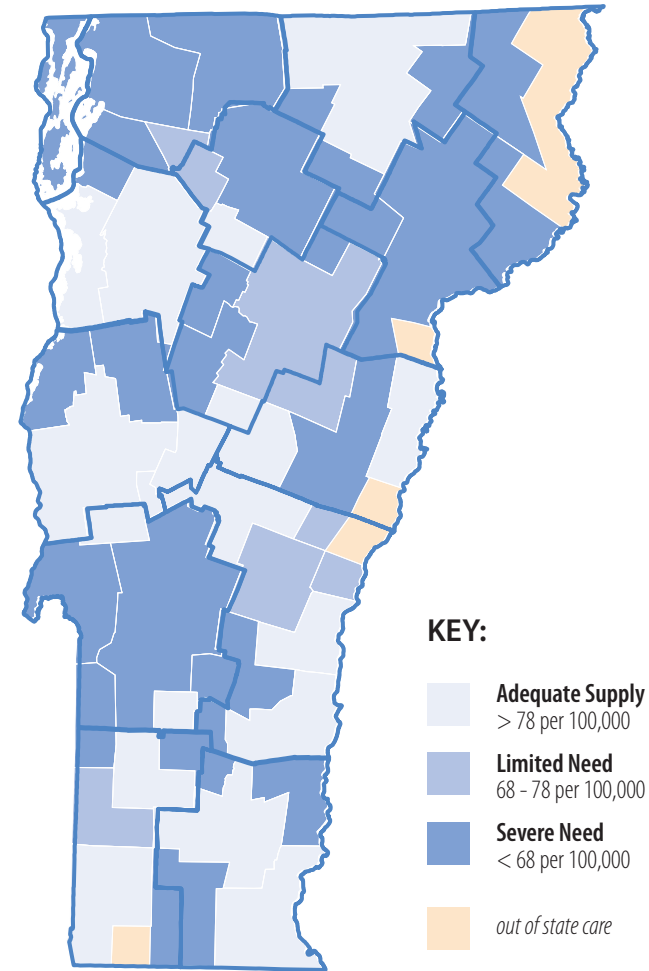 KEY:
Adequate Supply
> 78 per 100,000
Limited Need
68 - 78 per 100,000
Severe Need
< 68 per 100,000
out of state care